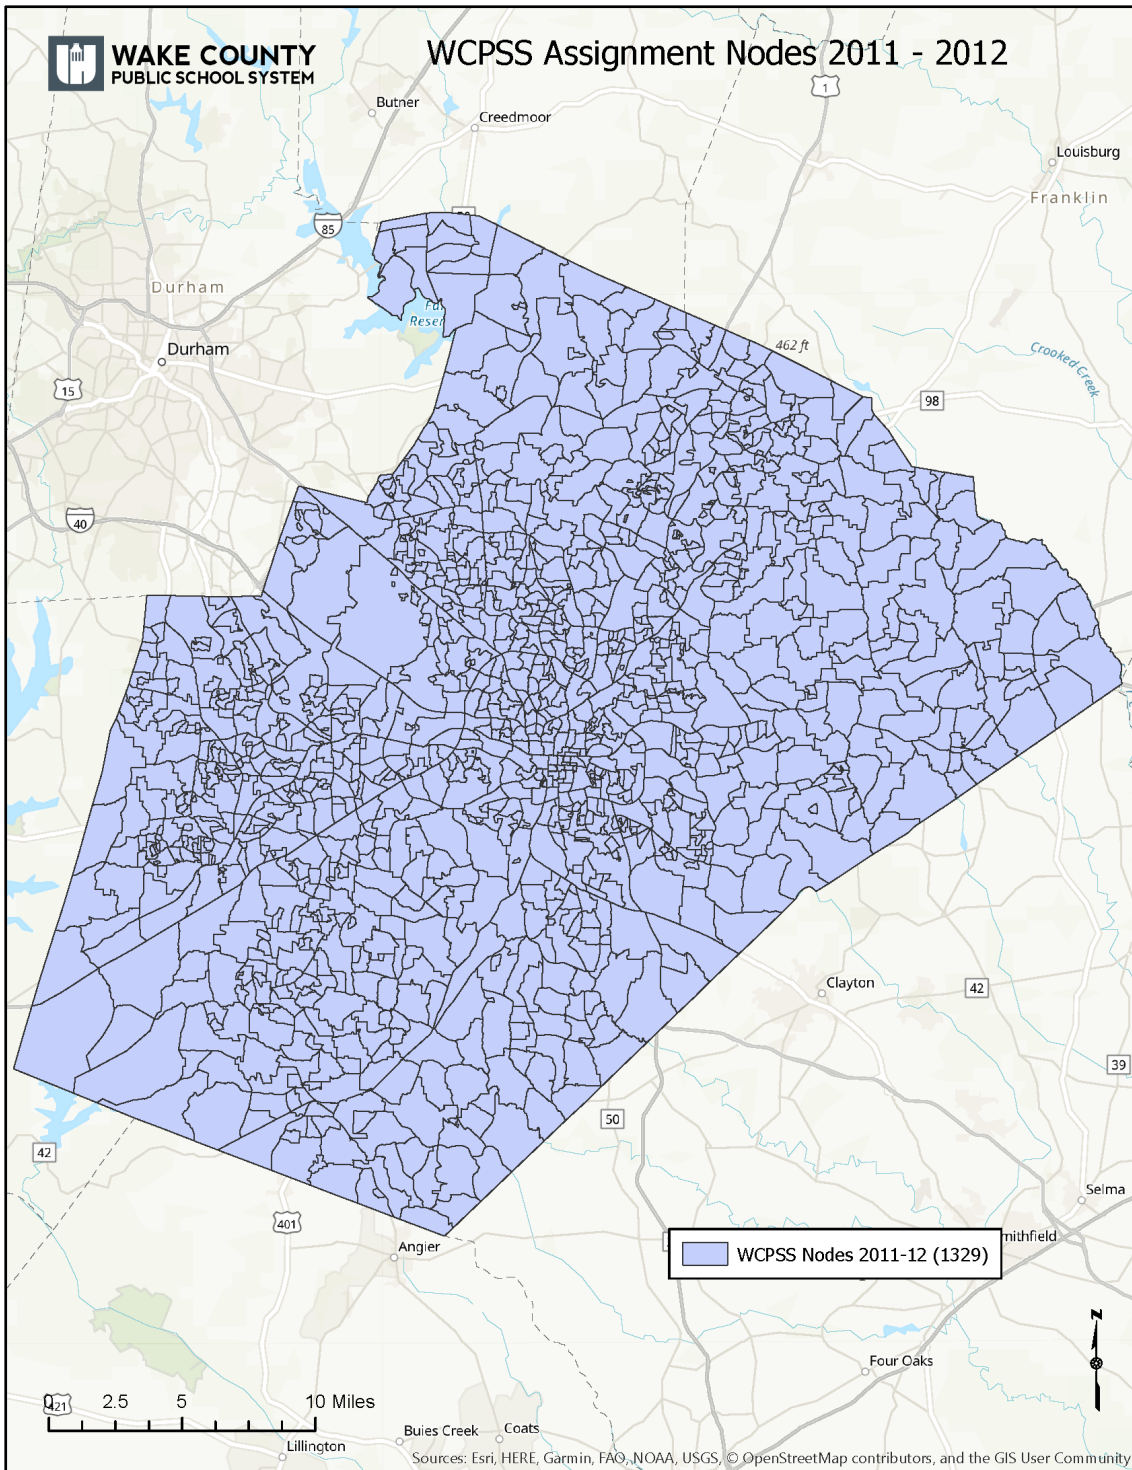 WAKE COUNTY
PUBLIC SCHOOL SYSTEM
WCPSS Assignment Nodes 2011 - 2012
1
Butner
Creedmoor
Louisburg
Franklin
85
Durham
Durham
462 ft
Crooked Creek
15
98
40
Clayton
42
39
50
42
Selma
401
mithfield
Angier
WCPSS Nodes 2011-12 (1329)
N
Four Oaks
0 2.5 5 10 Miles
421
Buies Creek
Coats
Lillington
Sources: Esri, HERE, Garmin, FAO, NOAA, USGS, © OpenStreetMap contributors, and the GIS User Community